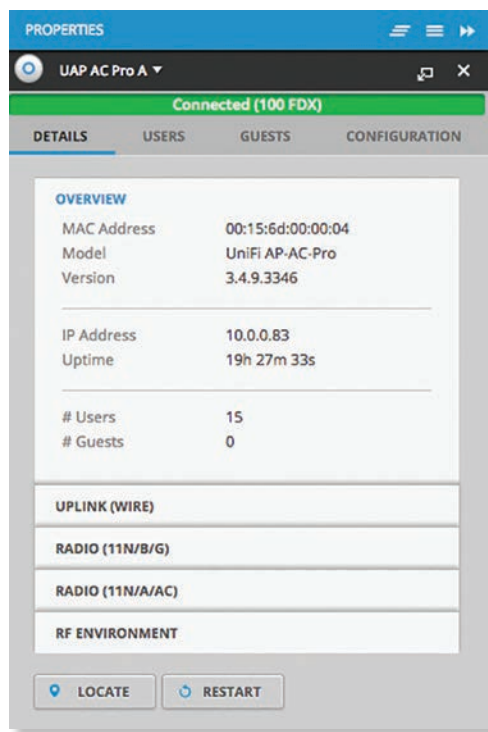 PROPERTIES
UAP AC Pro A
Connected (100 FDX)
DETAILS USERS GUESTS CONFIGURATION
OVERVIEW
MAC Address 00:15:6d:00:00:04
Model UniFi AP-AC-Pro
Version 3.4.9.3346
IP Address 10.0.0.83
Uptime 19h 27m 33s
# Users 15
# Guests 0
UPLINK (WIRE)
RADIO (11N/B/G)
RADIO (11N/A/AC)
RF ENVIRONMENT
LOCATE RESTART